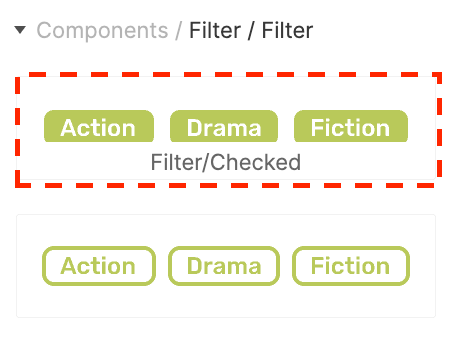 Components / Filter / Filter
Action Drama Fiction
Filter/Checked
Action Drama Fiction